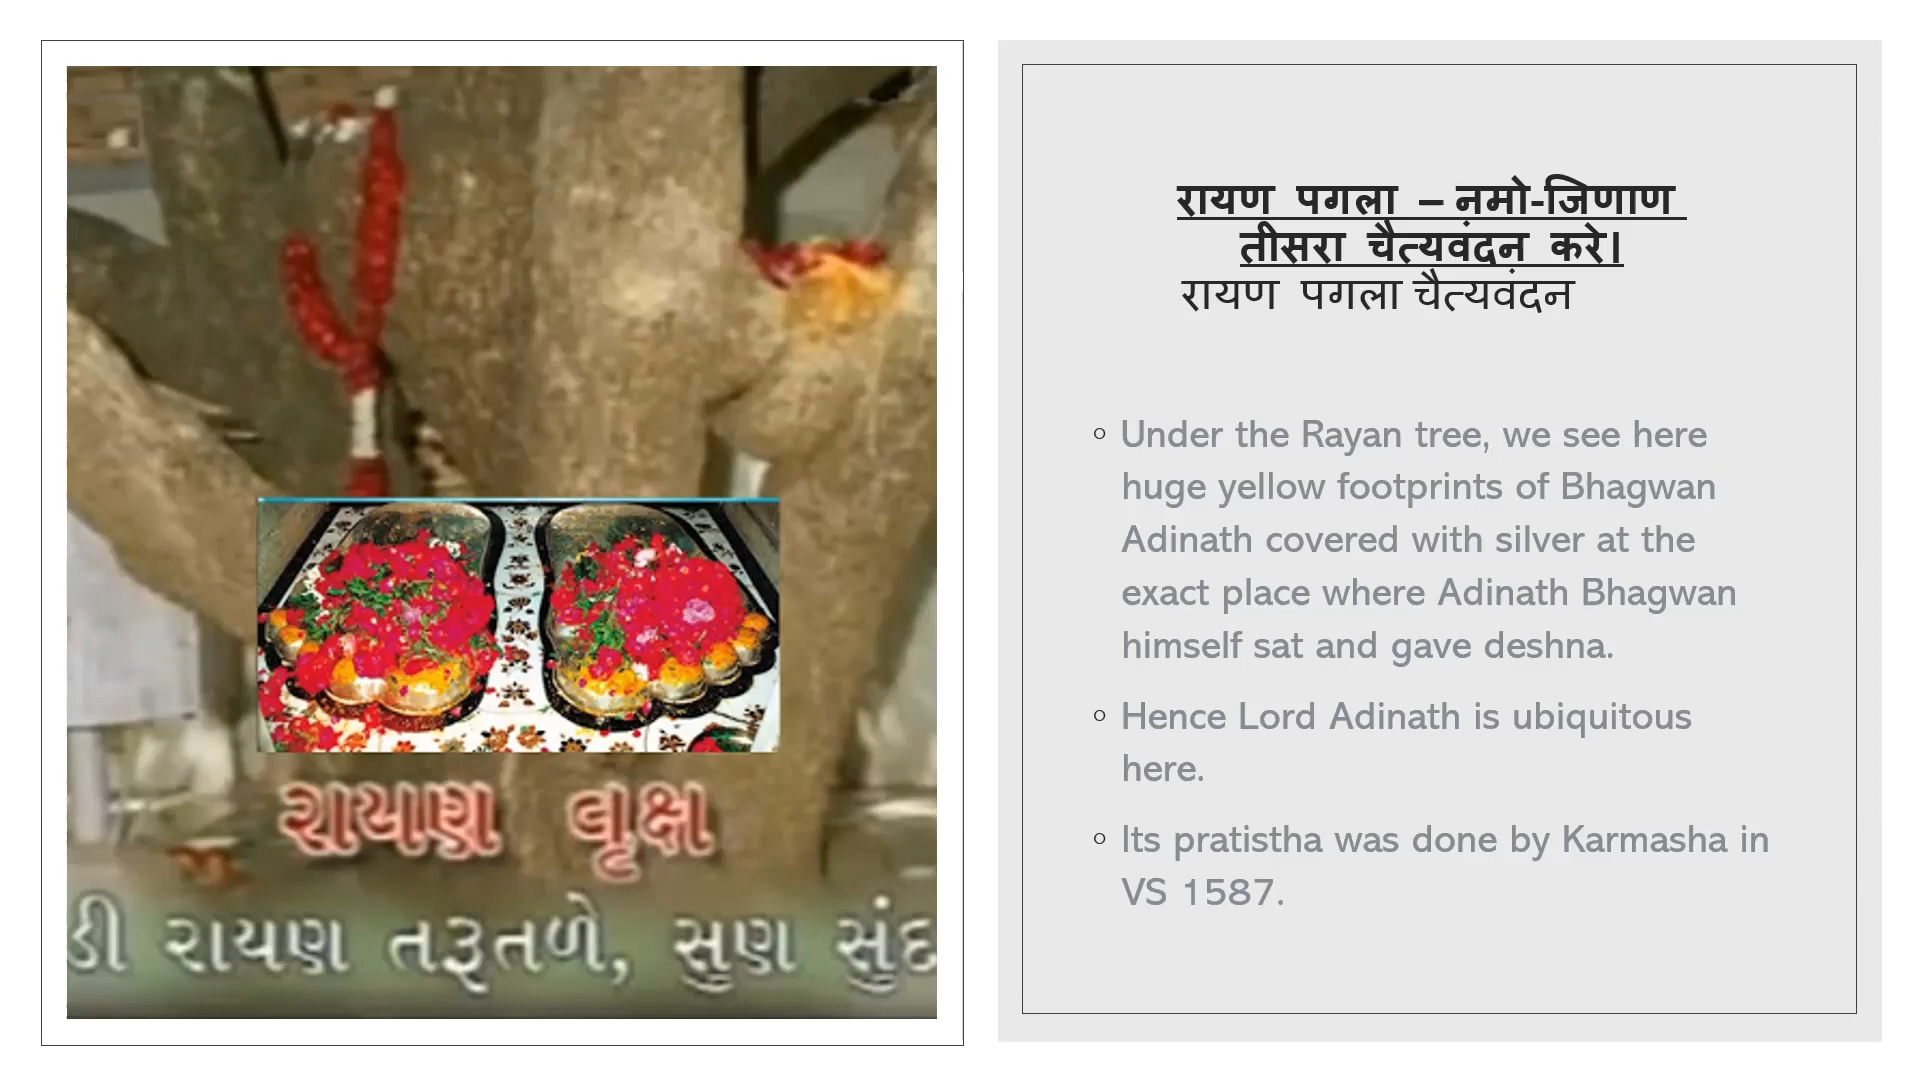 રાયણ વૃક્ષ
ડી રાયણ તરૂતળે, સુણ સુંદ
रायण पगला – नमो-जिणाण
तीसरा चैत्यवंदन करे।
रायण पगला चैत्यवंदन
◦ Under the Rayan tree, we see here
huge yellow footprints of Bhagwan
Adinath covered with silver at the
exact place where Adinath Bhagwan
himself sat and gave deshna.
◦ Hence Lord Adinath is ubiquitous
here.
◦ Its pratistha was done by Karmasha in
VS 1587.